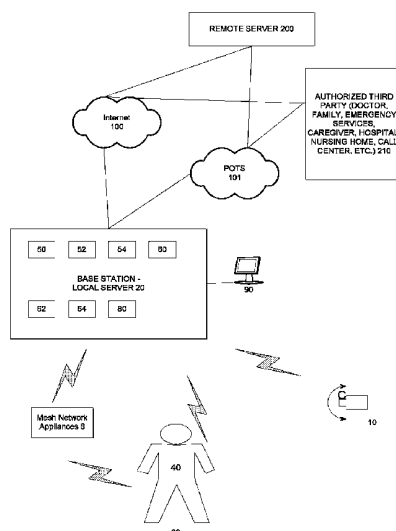 REMOTE SERVER 200
Internet
100
AUTHORIZED THIRD
PARTY (DOCTOR,
FAMILY, EMERGENCY
SERVICES,
CAREGIVER, HOSPITAL,
NURSING HOME, CALL
CENTER, ETC.) 210
POTS
101
50 52 54 60
BASE STATION -
LOCAL SERVER 20
90
62 64 80
Mesh Network
Appliances 8
10
40